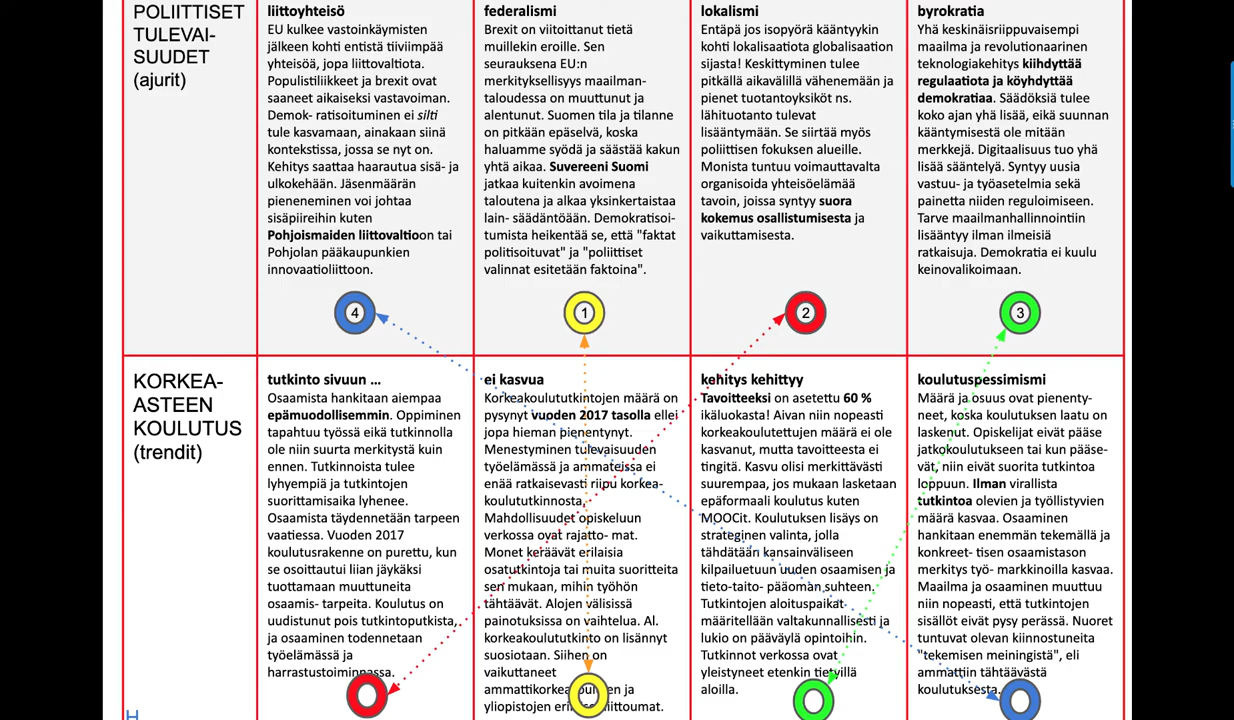 POLIITTISET
TULEVAI-
SUUDET
(ajurit)
liittoyhteisö
EU kulkee vastoinkäymisten
jälkeen kohti entistä tiiviimpää
yhteisöä, jopa liittovaltiota.
Populistiliikkeet ja brexit ovat
saaneet aikaiseksi vastavoiman.
Demok- ratisoituminen ei silti
tule kasvamaan, ainakaan siinä
kontekstissa, jossa se nyt on.
Kehitys saattaa haarautua sisä- ja
ulkokehään. Jäsenmäärän
pieneneminen voi johtaa
sisäpiireihin kuten
Pohjoismaiden liittovaltioon tai
Pohjolan pääkaupunkien
innovaatioliittoon.
4
federalismi
Brexit on viitoittanut tietä
muillekin eroille. Sen
seurauksena EU:n
merkityksellisyys maailman-
taloudessa on muuttunut ja
alentunut. Suomen tila ja tilanne
on pitkään epäselvä, koska
haluamme syödä ja säästää kakun
yhtä aikaa. Suvereeni Suomi
jatkaa kuitenkin avoimena
taloutena ja alkaa yksinkertaistaa
lain- säädäntöään. Demokratisoi-
tumista heikentää se, että "faktat
politisoituvat" ja "poliittiset
valinnat esitetään faktoina".
1
lokalismi
Entäpä jos isopyörä kääntyykin
kohti lokalisaatiota globalisaation
sijasta! Keskittyminen tulee
pitkällä aikavälillä vähenemään ja
pienet tuotantoyksiköt ns.
lähituotanto tulevat
lisääntymään. Se siirtää myös
poliittisen fokuksen alueille.
Monista tuntuu voimauttavalta
organisoida yhteisöelämää
tavoin, joissa syntyy suora
kokemus osallistumisesta ja
vaikuttamisesta.
2
byrokratia
Yhä keskinäisriippuvaisempi
maailma ja revolutionaarinen
teknologiakehitys kiihdyttää
regulaatiota ja köyhdyttää
demokratiaa. Säädöksiä tulee
koko ajan yhä lisää, eikä suunnan
kääntymisestä ole mitään
merkkejä. Digitaalisuus tuo yhä
lisää sääntelyä. Syntyy uusia
vastuu- ja työasetelmia sekä
painetta niiden reguloimiseen.
Tarve maailmanhallinnointiin
lisääntyy ilman ilmeisiä
ratkaisuja. Demokratia ei kuulu
keinovalikoimaan.
3
KORKEA-
ASTEEN
KOULUTUS
(trendit)
tutkinto sivuun ...
Osaamista hankitaan aiempaa
epämuodollisemmin. Oppiminen
tapahtuu työssä eikä tutkinnolla
ole niin suurta merkitystä kuin
ennen. Tutkinnoista tulee
lyhyempiä ja tutkintojen
suorittamisaika lyhenee.
Osaamista täydennetään tarpeen
vaatiessa. Vuoden 2017
koulutusrakenne on purettu, kun
se osoittautui liian jäykäksi
tuottamaan muuttuneita
osaamis- tarpeita. Koulutus on
uudistunut pois tutkintoputkista,
ja osaaminen todennetaan
työelämässä ja
harrastustoiminnassa.
ei kasvua
Korkeakoulututkintojen määrä on
pysynyt vuoden 2017 tasolla ellei
jopa hieman pienentynyt.
Menestyminen tulevaisuuden
työelämässä ja ammateissa ei
enää ratkaisevasti riipu korkea-
koulututkinnosta.
Mahdollisuudet opiskeluun
verkossa ovat rajatto- mat.
Monet keräävät erilaisia
osatutkintoja tai muita suoritteita
sen mukaan, mihin työhön
tähtäävät. Alojen välisissä
painotuksissa on vaihtelua. Al.
korkeakoulututkinto on lisännyt
suosiotaan. Siihen on
vaikuttaneet
ja
yliopistojen
kehitys kehittyy
Tavoitteeksi on asetettu 60 %
ikäluokasta! Aivan niin nopeasti
korkeakoulutettujen määrä ei ole
kasvanut, mutta tavoitteesta ei
tingitä. Kasvu olisi merkittävästi
suurempaa, jos mukaan lasketaan
epäformaali koulutus kuten
MOOCit. Koulutuksen lisäys on
strateginen valinta, jolla
tähdätään kansainväliseen
kilpailuetuun uuden osaamisen ja
tieto-taito- pääoman suhteen.
Tutkintojen aloituspaikat
määritellään valtakunnallisesti ja
lukio on pääväylä opintoihin.
Tutkinnot verkossa ovat
yleistyneet etenkin tietyillä
aloilla.
koulutuspessimismi
Määrä ja osuus ovat pienenty-
neet, koska koulutuksen laatu on
laskenut. Opiskelijat eivät pääse
jatkokoulutukseen tai kun pääse-
vät, niin eivät suorita tutkintoa
loppuun. Ilman virallista
tutkintoa olevien ja työllistyvien
määrä kasvaa. Osaaminen
hankitaan enemmän tekemällä ja
konkreet- tisen osaamistason
merkitys työ- markkinoilla kasvaa.
Maailma ja osaaminen muuttuu
niin nopeasti, että tutkintojen
sisällöt eivät pysy perässä. Nuoret
tuntuvat olevan kiinnostuneita
"tekemisen meiningistä", eli
ammattiin tähtäävästä
koulutuksesta.
H